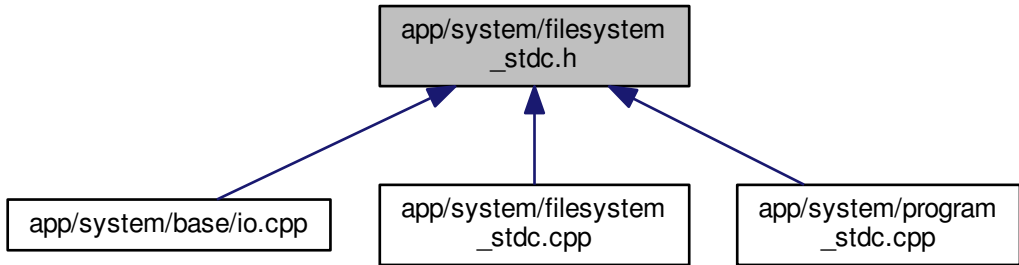 app/system/filesystem
_stdc.h
app/system/base/io.cpp
app/system/filesystem
_stdc.cpp
app/system/program
_stdc.cpp